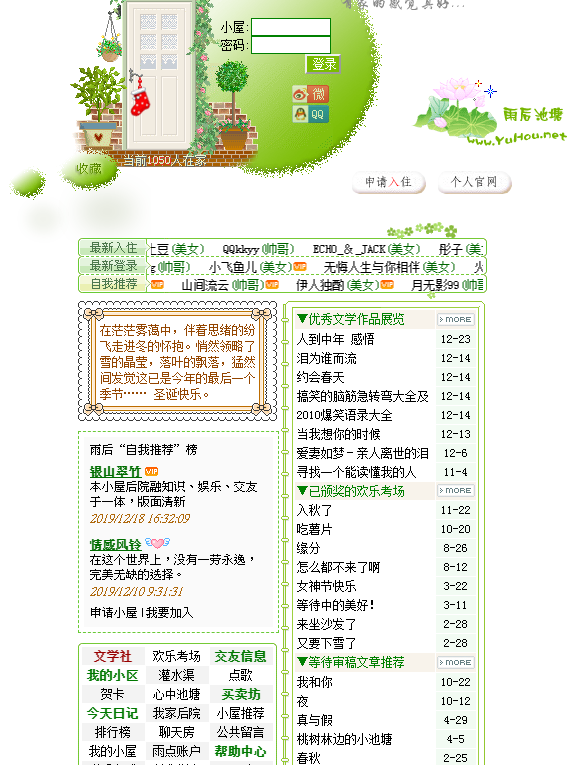 有家的感觉真好...
小屋:
密码:
登录
微
QQ
收藏
当前1050人在家
雨后池塘
www.YuHou.net
申请入住 个人官网
最新入住 土豆(美女) QQkkyy(帅哥) ECHO_&_JACK(美女) 彤子(美
最新登录 (帅哥) 小飞鱼儿(美女)VIP 无悔人生与你相伴(美女)
自我推荐 VIP 山间流云(帅哥)VIP 伊人独酌(美女)VIP 月无影99(帅
在茫茫雾霭中，伴着思绪的纷
飞走进冬的怀抱。悄然领略了
雪的晶莹，落叶的飘落，猛然
间发觉这已是今年的最后一个
季节…… 圣诞快乐。
雨后“自我推荐”榜
银山翠竹 VIP
本小屋后院融知识、娱乐、交友
于一体，版面清新
2019/12/18 16:32:09
情感风铃
在这个世界上，没有一劳永逸，
完美无缺的选择。
2019/12/10 9:31:31
申请小屋|我要加入
文学社 欢乐考场 交友信息
我的小区 灌水渠 点歌
贺卡 心中池塘 买卖坊
今天日记 我家后院 小屋推荐
排行榜 聊天房 公共留言
我的小屋 雨点账户 帮助中心
▼优秀文学作品展览 MORE
人到中年 感悟 12-23
泪为谁而流 12-14
约会春天 12-14
搞笑的脑筋急转弯大全及 12-14
2010爆笑语录大全 12-14
当我想你的时候 12-13
爱妻如梦－亲人离世的泪 12-6
寻找一个能读懂我的人 11-4
▼已颁奖的欢乐考场 MORE
入秋了 11-22
吃薯片 10-20
缘分 8-26
怎么都不来了啊 8-12
女神节快乐 3-22
等待中的美好！ 3-11
来坐沙发了 2-28
又要下雪了 2-28
▼等待审稿文章推荐 MORE
我和你 10-22
夜 10-12
真与假 4-29
桃树林边的小池塘 4-5
春秋 2-25